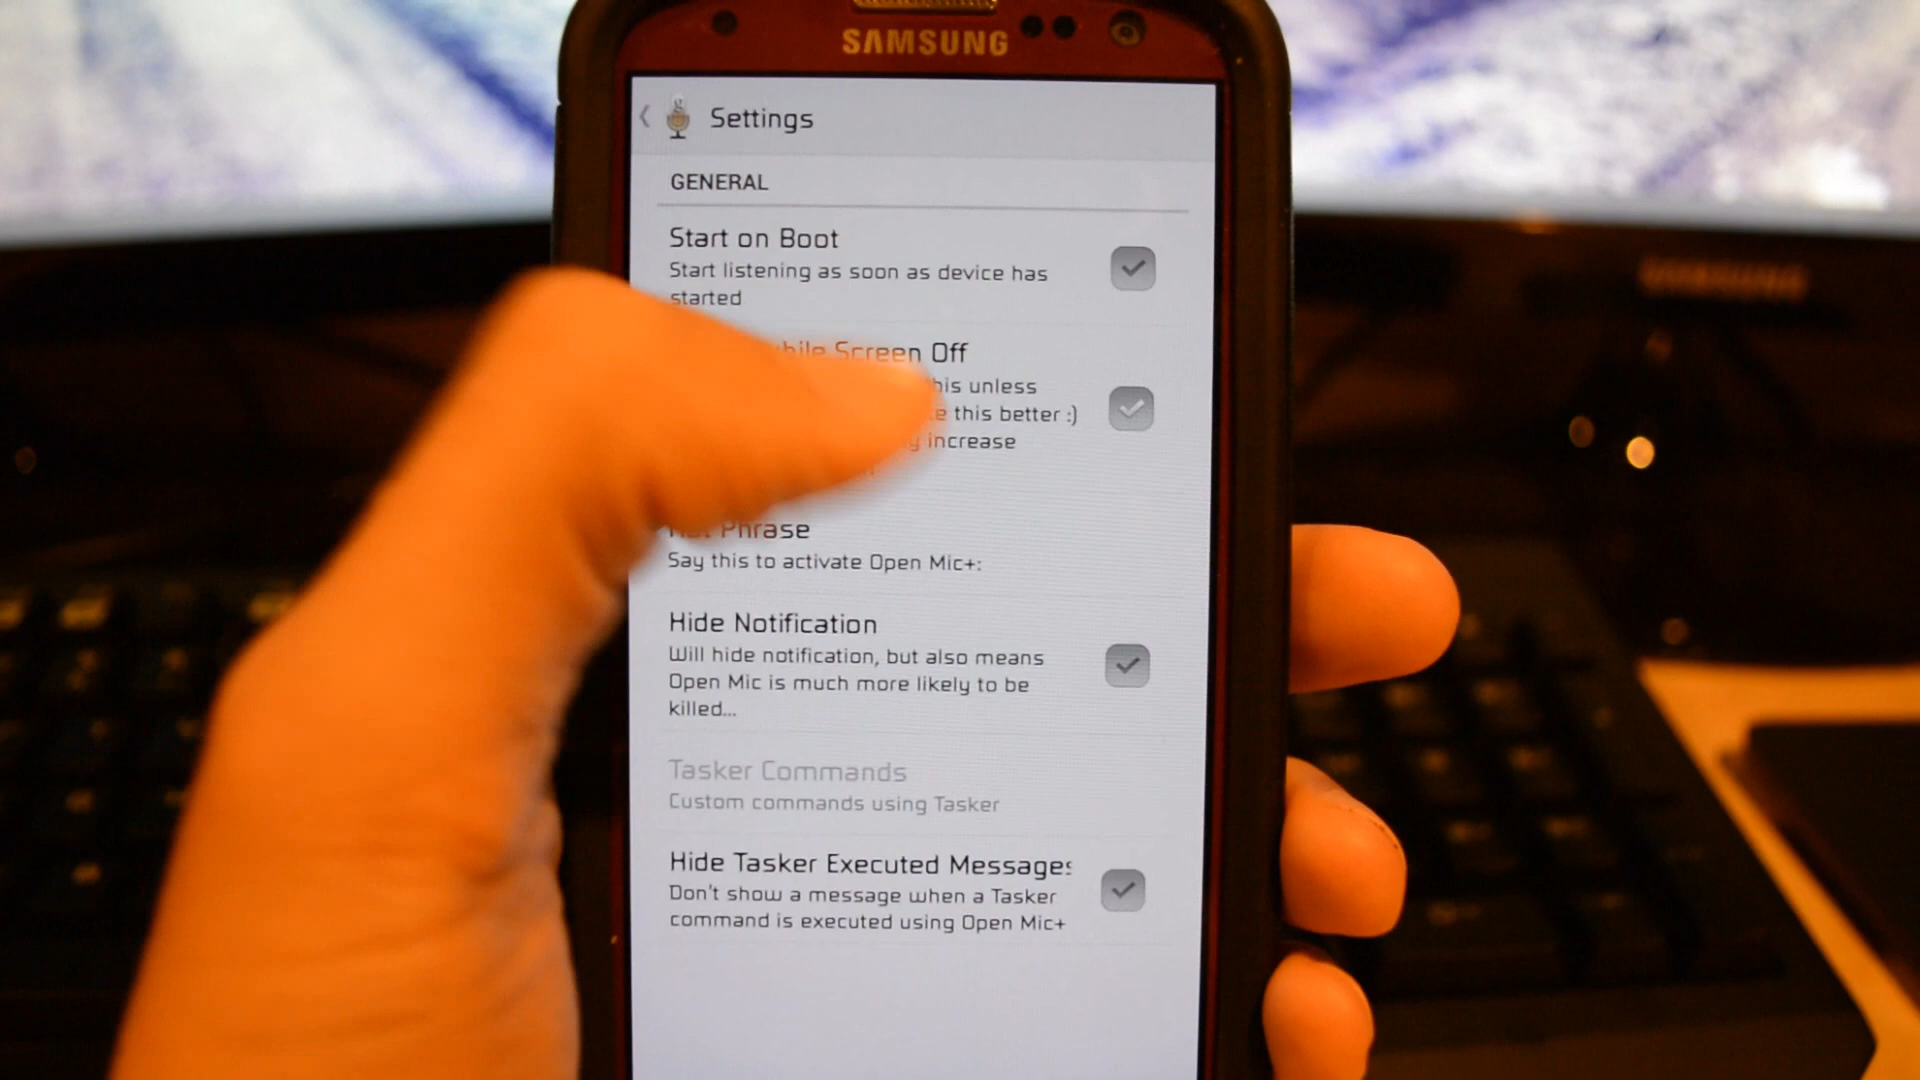 SAMSUNG
Settings
GENERAL
Start on Boot
Start listening as soon as device has
started
Screen Off
this unless
this better :)
increase
Phrase
Say this to activate Open Mic+:
Hide Notification
Will hide notification, but also means
Open Mic is much more likely to be
killed...
Tasker Commands
Custom commands using Tasker
Hide Tasker Executed Messages
Don't show a message when a Tasker
command is executed using Open Mic+
SAMSUNG